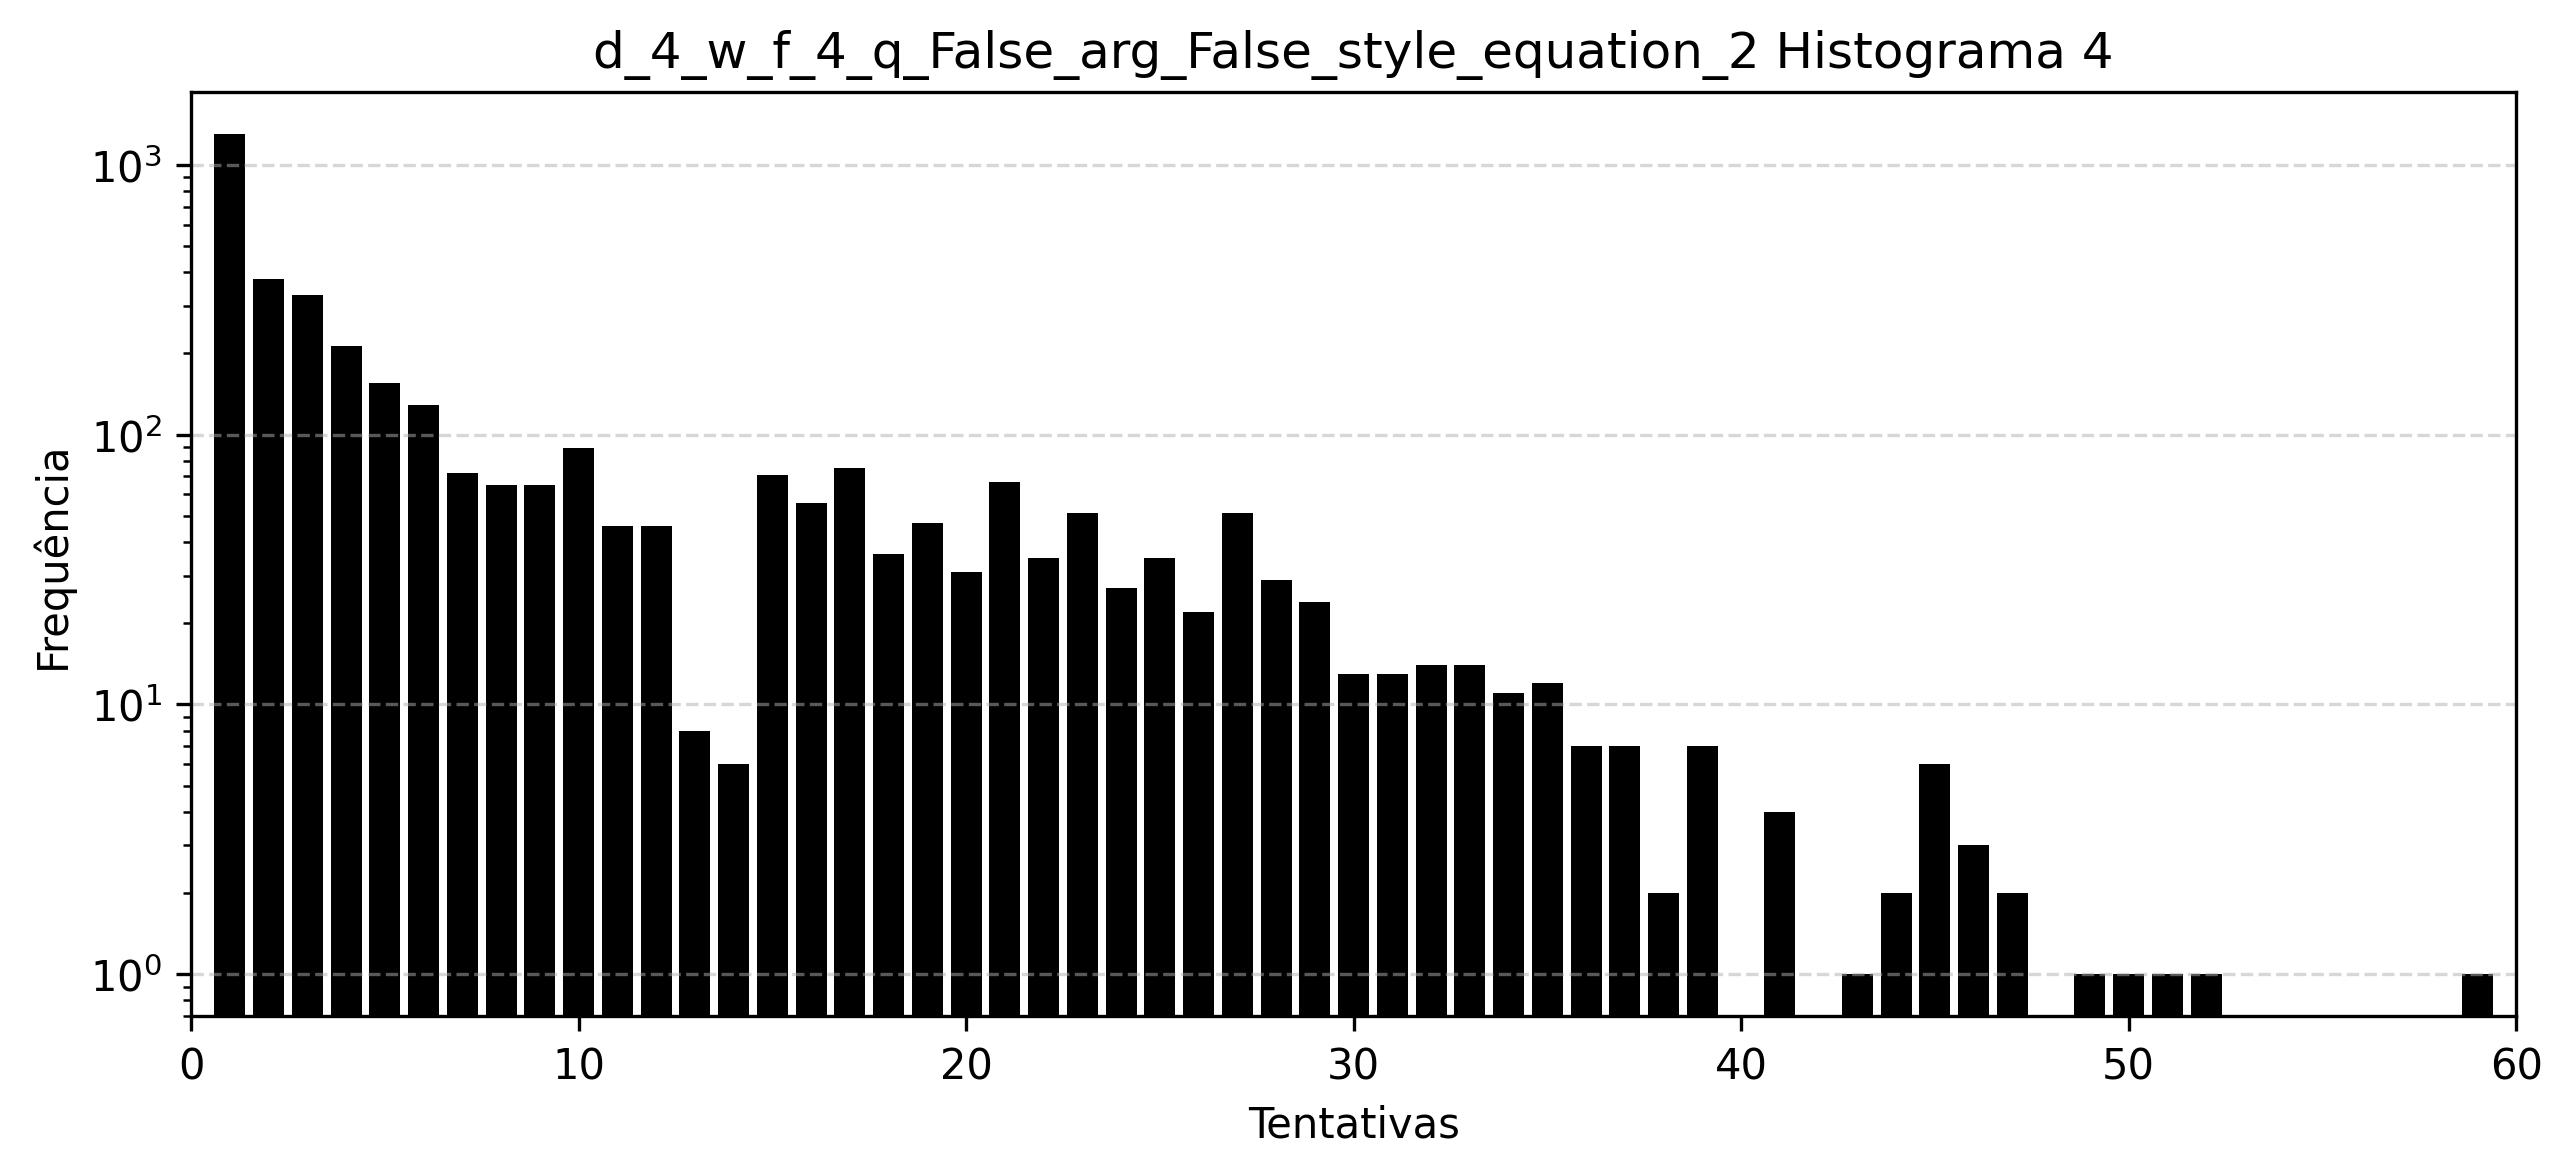 d_4_w_f_4_q_False_arg_False_style_equation_2 Histograma 4
Frequência
10³
10²
10¹
10⁰
0 10 20 30 40 50 60
Tentativas